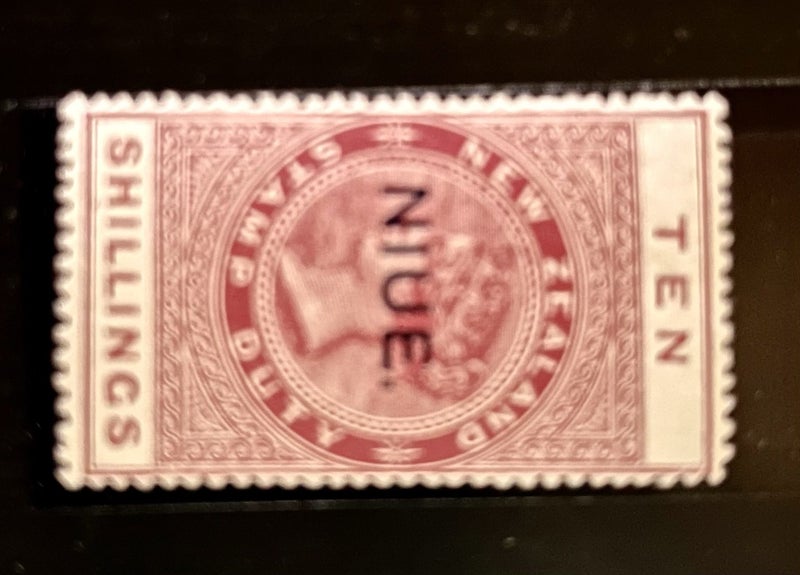 TEN
NEW ZEALAND
STAMP DUTY
NIUE.
SHILLINGS